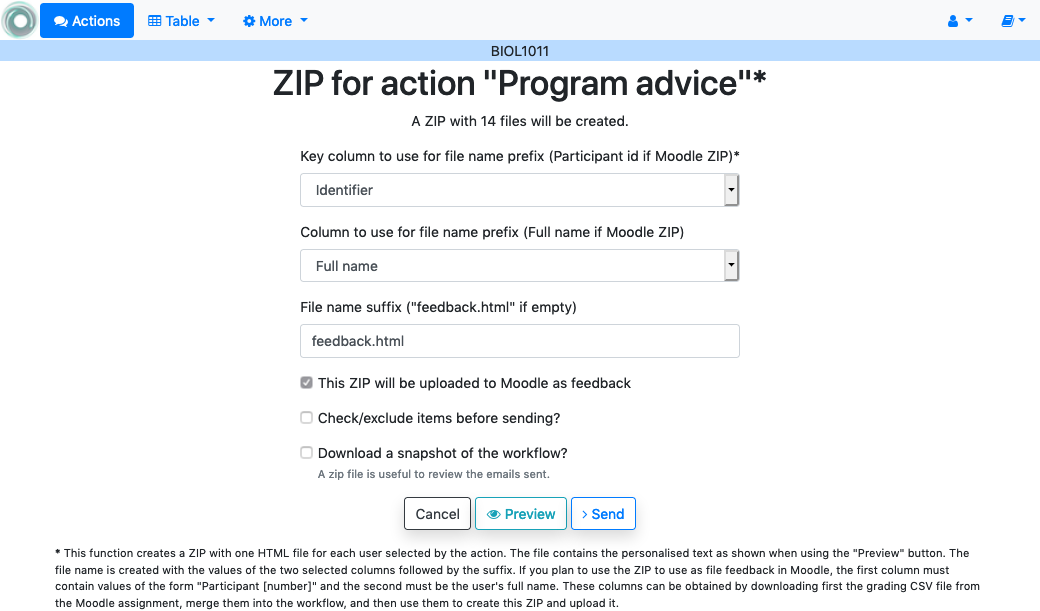 Actions Table More
BIOL1011
ZIP for action "Program advice"*
A ZIP with 14 files will be created.
Key column to use for file name prefix (Participant id if Moodle ZIP)*
Identifier
Column to use for file name prefix (Full name if Moodle ZIP)
Full name
File name suffix ("feedback.html" if empty)
feedback.html
This ZIP will be uploaded to Moodle as feedback
Check/exclude items before sending?
Download a snapshot of the workflow?
A zip file is useful to review the emails sent.
Cancel Preview Send
* This function creates a ZIP with one HTML file for each user selected by the action. The file contains the personalised text as shown when using the "Preview" button. The
file name is created with the values of the two selected columns followed by the suffix. If you plan to use the ZIP to use as file feedback in Moodle, the first column must
contain values of the form "Participant [number]" and the second must be the user's full name. These columns can be obtained by downloading first the grading CSV file from
the Moodle assignment, merge them into the workflow, and then use them to create this ZIP and upload it.